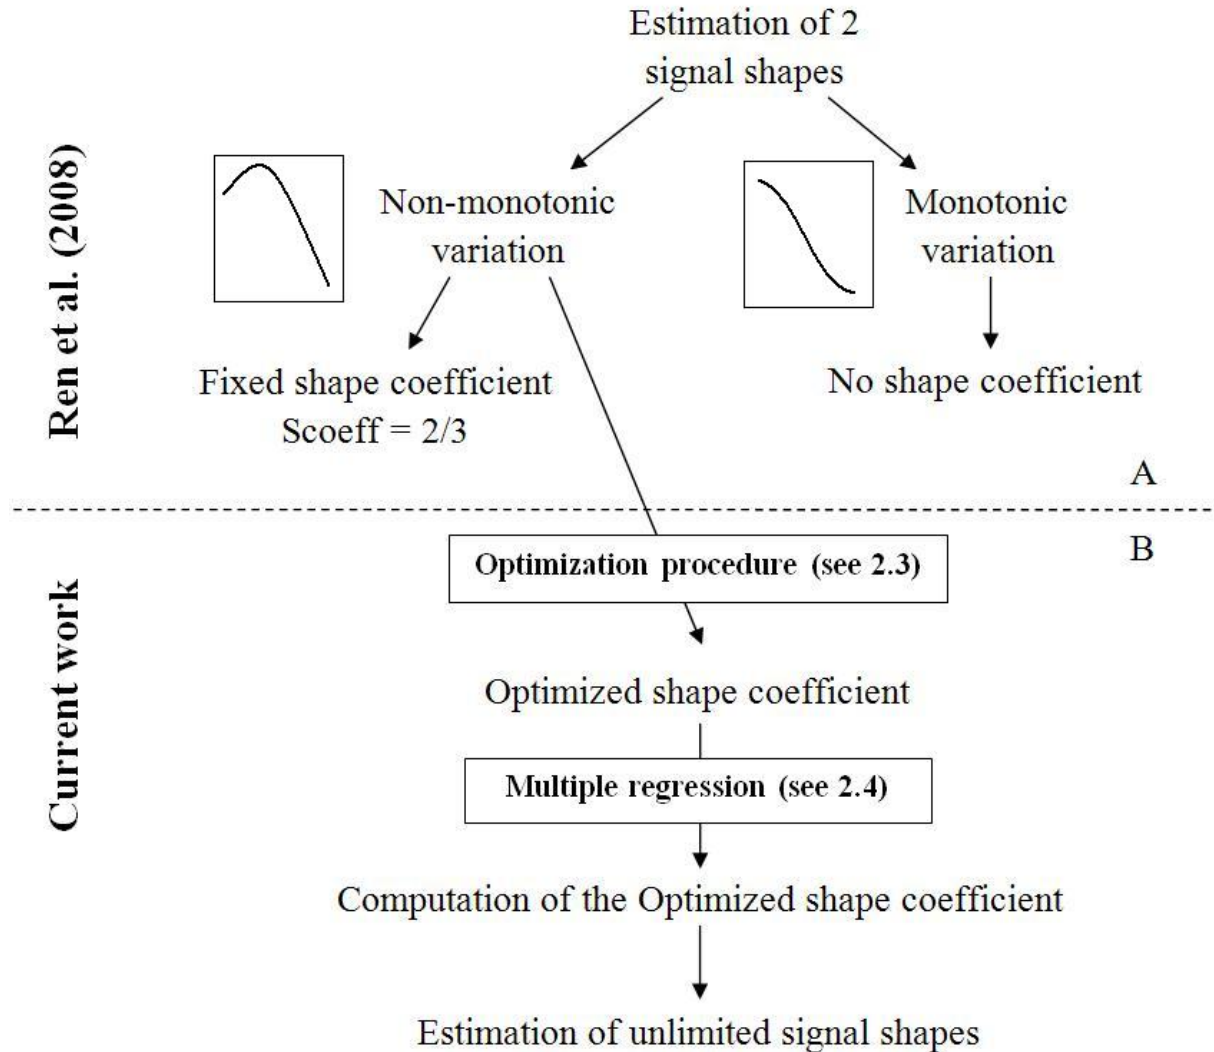 Estimation of 2
signal shapes
Ren et al. (2008)
Non-monotonic
variation
Monotonic
variation
Fixed shape coefficient
Scoeff = 2/3
No shape coefficient
A
B
Current work
Optimization procedure (see 2.3)
Optimized shape coefficient
Multiple regression (see 2.4)
Computation of the Optimized shape coefficient
Estimation of unlimited signal shapes